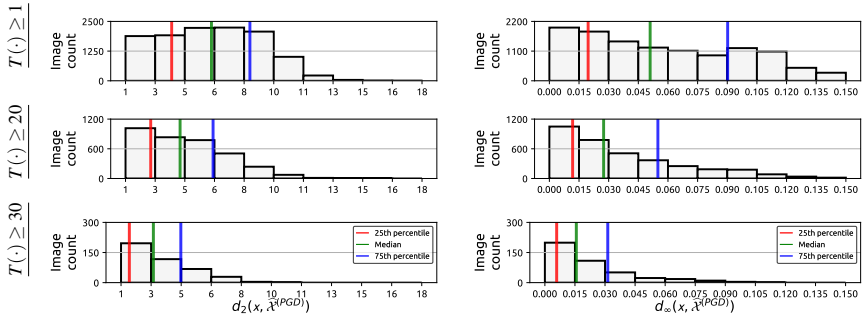 T(·) ≥ 1
Image count
2500
1250
0
1 3 5 6 8 10 11 13 15 16 18
Image count
2200
1100
0
0.000 0.015 0.030 0.045 0.060 0.075 0.090 0.105 0.120 0.135 0.150
T(·) ≥ 20
Image count
1200
600
0
1 3 5 6 8 10 11 13 15 16 18
Image count
1200
600
0
0.000 0.015 0.030 0.045 0.060 0.075 0.090 0.105 0.120 0.135 0.150
T(·) ≥ 30
Image count
300
150
0
25th percentile
Median
75th percentile
1 3 5 6 8 10 11 13 15 16 18
d₂(x, x̃⁽ᴾᴳᴰ⁾)
Image count
300
150
0
25th percentile
Median
75th percentile
0.000 0.015 0.030 0.045 0.060 0.075 0.090 0.105 0.120 0.135 0.150
d∞(x, x̃⁽ᴾᴳᴰ⁾)